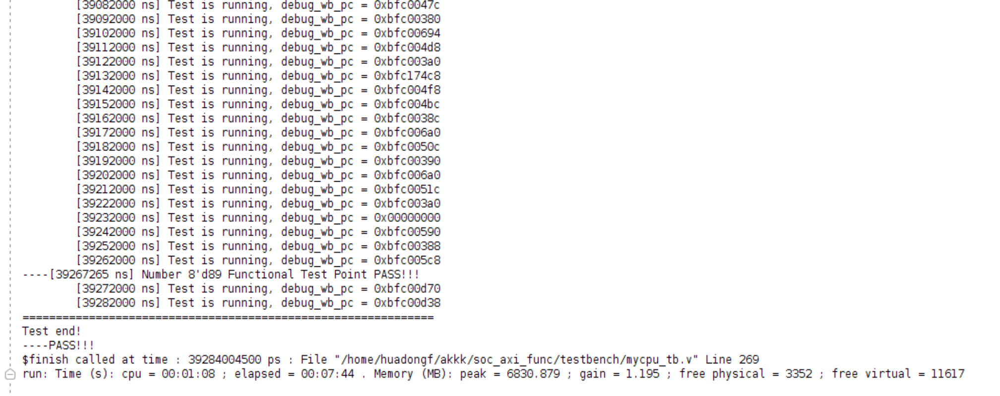 [39082000 ns] Test is running, debug_wb_pc = 0xbfc0047c
[39092000 ns] Test is running, debug_wb_pc = 0xbfc00380
[39102000 ns] Test is running, debug_wb_pc = 0xbfc00694
[39112000 ns] Test is running, debug_wb_pc = 0xbfc004d8
[39122000 ns] Test is running, debug_wb_pc = 0xbfc003a0
[39132000 ns] Test is running, debug_wb_pc = 0xbfc174c8
[39142000 ns] Test is running, debug_wb_pc = 0xbfc004f8
[39152000 ns] Test is running, debug_wb_pc = 0xbfc004bc
[39162000 ns] Test is running, debug_wb_pc = 0xbfc0038c
[39172000 ns] Test is running, debug_wb_pc = 0xbfc006a0
[39182000 ns] Test is running, debug_wb_pc = 0xbfc0050c
[39192000 ns] Test is running, debug_wb_pc = 0xbfc00390
[39202000 ns] Test is running, debug_wb_pc = 0xbfc006a0
[39212000 ns] Test is running, debug_wb_pc = 0xbfc0051c
[39222000 ns] Test is running, debug_wb_pc = 0xbfc003a0
[39232000 ns] Test is running, debug_wb_pc = 0x00000000
[39242000 ns] Test is running, debug_wb_pc = 0xbfc00590
[39252000 ns] Test is running, debug_wb_pc = 0xbfc00388
[39262000 ns] Test is running, debug_wb_pc = 0xbfc005c8
----[39267265 ns] Number 8'd89 Functional Test Point PASS!!!
[39272000 ns] Test is running, debug_wb_pc = 0xbfc00d70
[39282000 ns] Test is running, debug_wb_pc = 0xbfc00d38
==============================================================
Test end!
----PASS!!!
$finish called at time : 39284004500 ps : File "/home/huadongf/akkk/soc_axi_func/testbench/mycpu_tb.v" Line 269
run: Time (s): cpu = 00:01:08 ; elapsed = 00:07:44 . Memory (MB): peak = 6830.879 ; gain = 1.195 ; free physical = 3352 ; free virtual = 11617